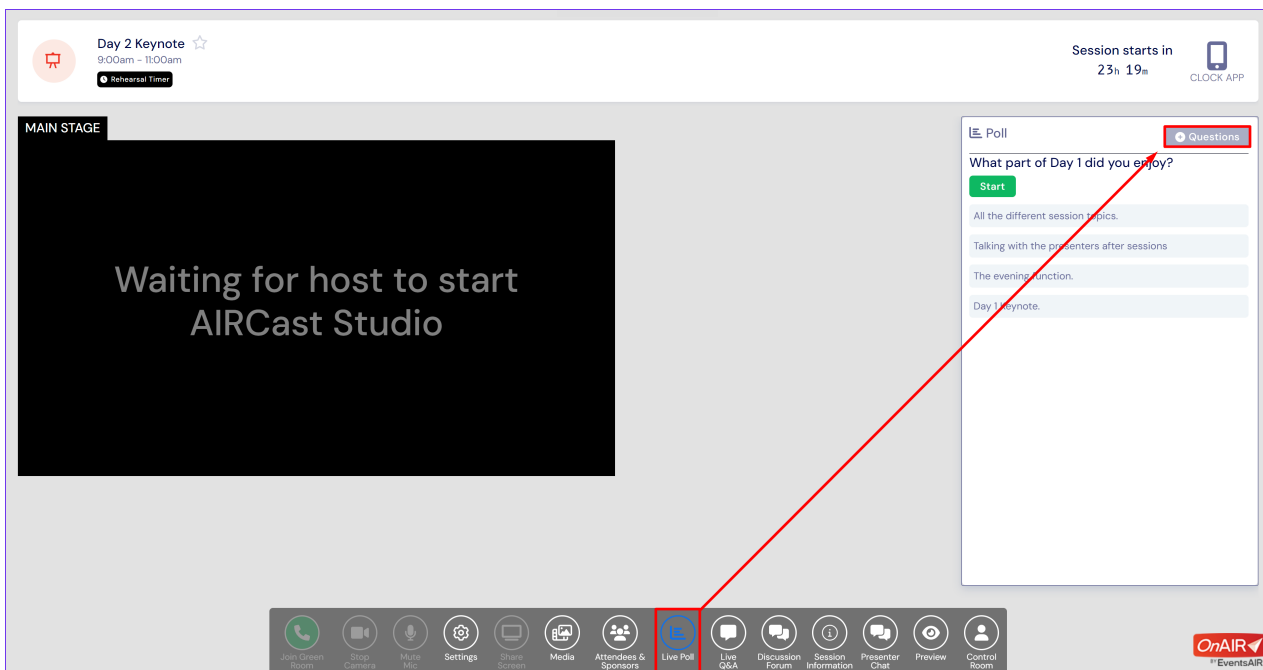 Day 2 Keynote
9:00am - 11:00am
Rehearsal Timer
Session starts in
23h 19m
CLOCK APP
MAIN STAGE
Waiting for host to start
AIRCast Studio
Poll
Questions
What part of Day 1 did you enjoy?
Start
All the different session topics.
Talking with the presenters after sessions
The evening function.
Day 1 Keynote.
Join Green
Room
Stop
Camera
Mute
Mic
Settings
Share
Screen
Media
Attendees &
Sponsors
Live Poll
Live
Q&A
Discussion
Forum
Session
Information
Presenter
Chat
Preview
Control
Room
OnAIR
BY EventsAIR